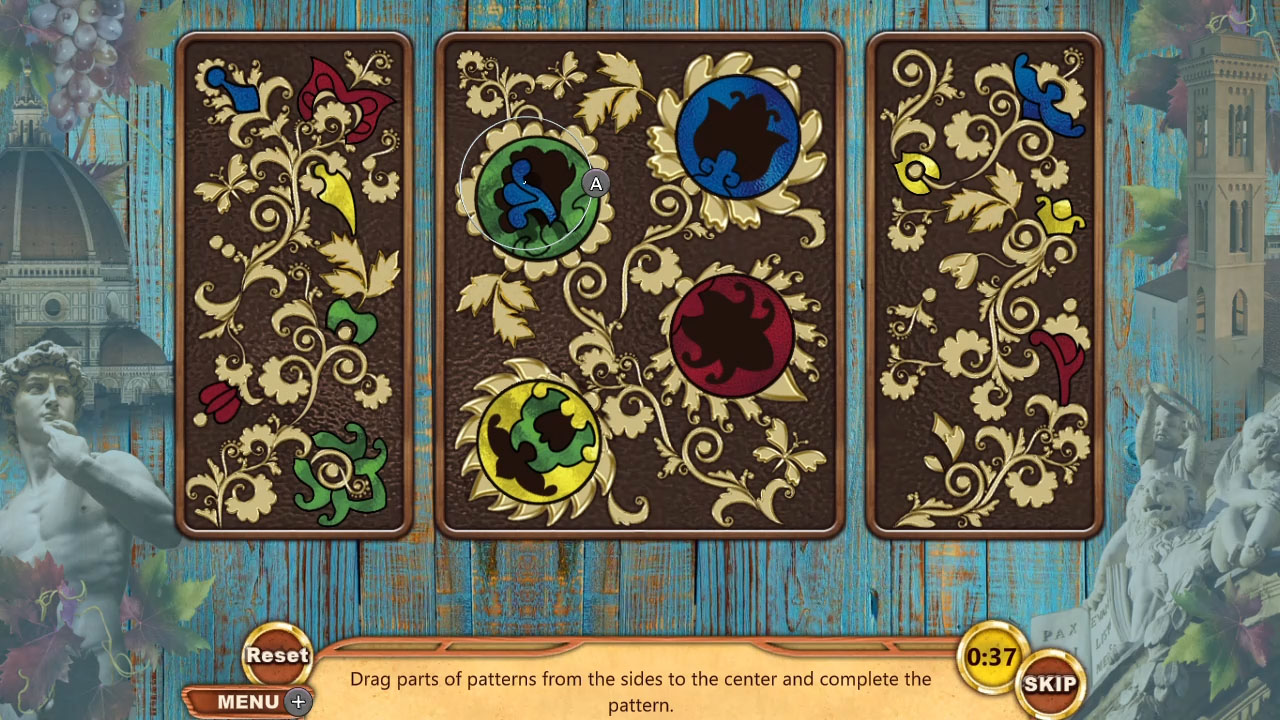 A
Reset
0:37
Drag parts of patterns from the sides to the center and complete the
pattern.
SKIP
MENU +
PAX